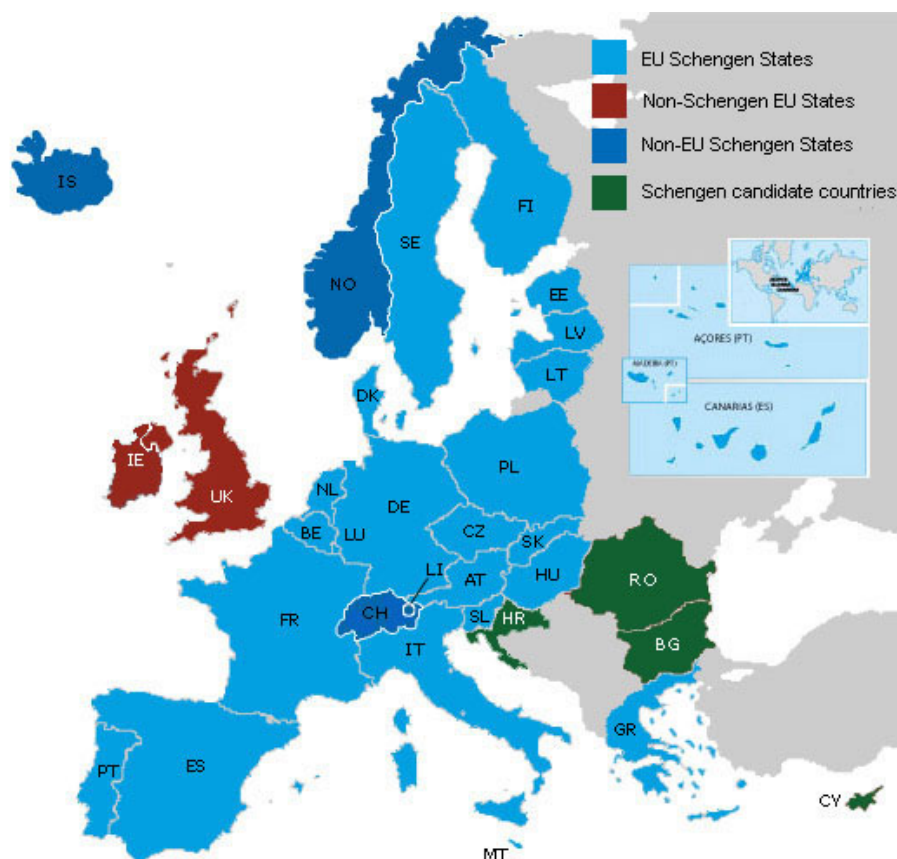 EU Schengen States
Non-Schengen EU States
Non-EU Schengen States
Schengen candidate countries
IS
FI
SE
NO
EE
LV
LT
DK
AÇORES (PT)
MADEIRA (PT)
CANARIAS (ES)
IE
UK
NL
DE
PL
BE
LU
CZ
SK
LI
AT
HU
RO
FR
CH
SL
HR
IT
BG
GR
PT
ES
CY
MT